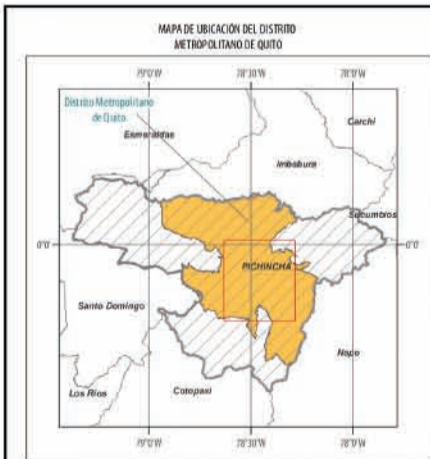 MAPA DE UBICACIÓN DEL DISTRITO
METROPOLITANO DE QUITO
79°0'W 78°30'W 78°0'W
Distrito Metropolitano
de Quito
Esmeraldas
Carchi
Imbabura
Sucumbios
0°0' 0°0'
PICHINCHA
Santo Domingo
Napo
Los Ríos
Cotopaxi
79°0'W 78°30'W 78°0'W